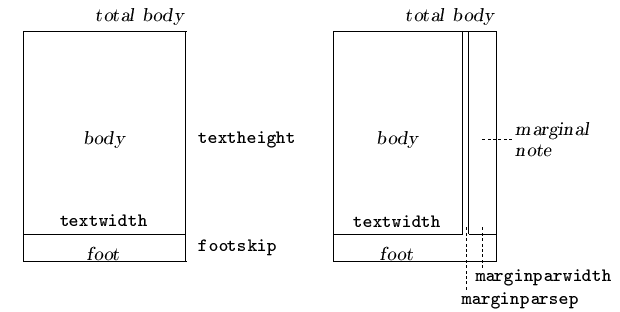 total body
body
textheight
textwidth
foot
footskip
total body
body
marginal
note
textwidth
foot
marginparwidth
marginparsep